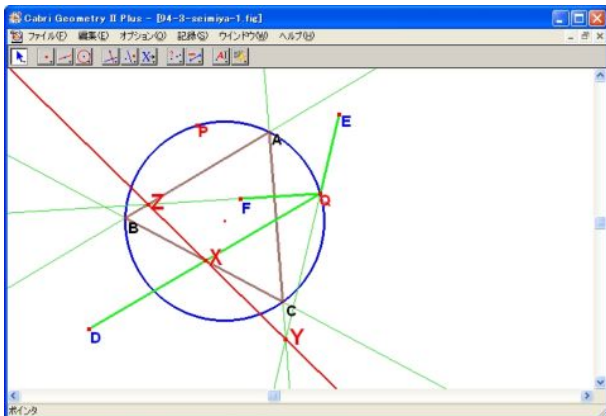 Cabri Geometry II Plus - [94-3-seimiya-1.fig]
ファイル(F) 編集(E) オプション(O) 記録(S) ウインドウ(W) ヘルプ(H)
P
A
E
Z
F
Q
B
X
C
D
Y
ポインタ